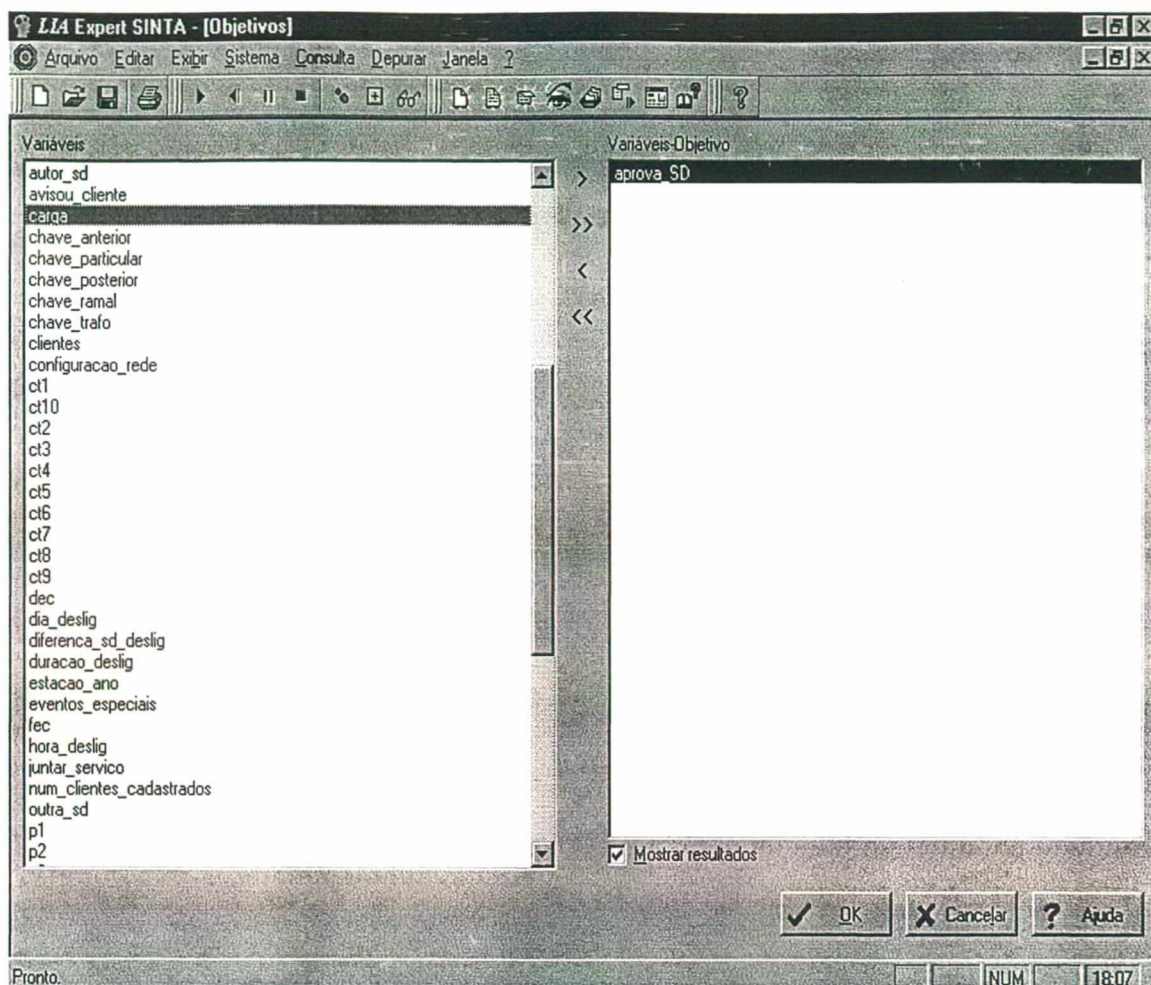 LIA Expert SINTA - [Objetivos]
Arquivo Editar Exibir Sistema Consulta Depurar Janela ?
Variáveis
autor_sd
avisou_cliente
carga
chave_anterior
chave_particular
chave_posterior
chave_ramal
chave_trafo
clientes
configuracao_rede
ct1
ct10
ct2
ct3
ct4
ct5
ct6
ct7
ct8
ct9
dec
dia_deslig
diferenca_sd_deslig
duracao_deslig
estacao_ano
eventos_especiais
fec
hora_deslig
juntar_servico
num_clientes_cadastrados
outra_sd
p1
p2
>
>>
<
<<
Variáveis-Objetivo
aprova_SD
Mostrar resultados
OK Cancelar ? Ajuda
Pronto. NUM 18:07